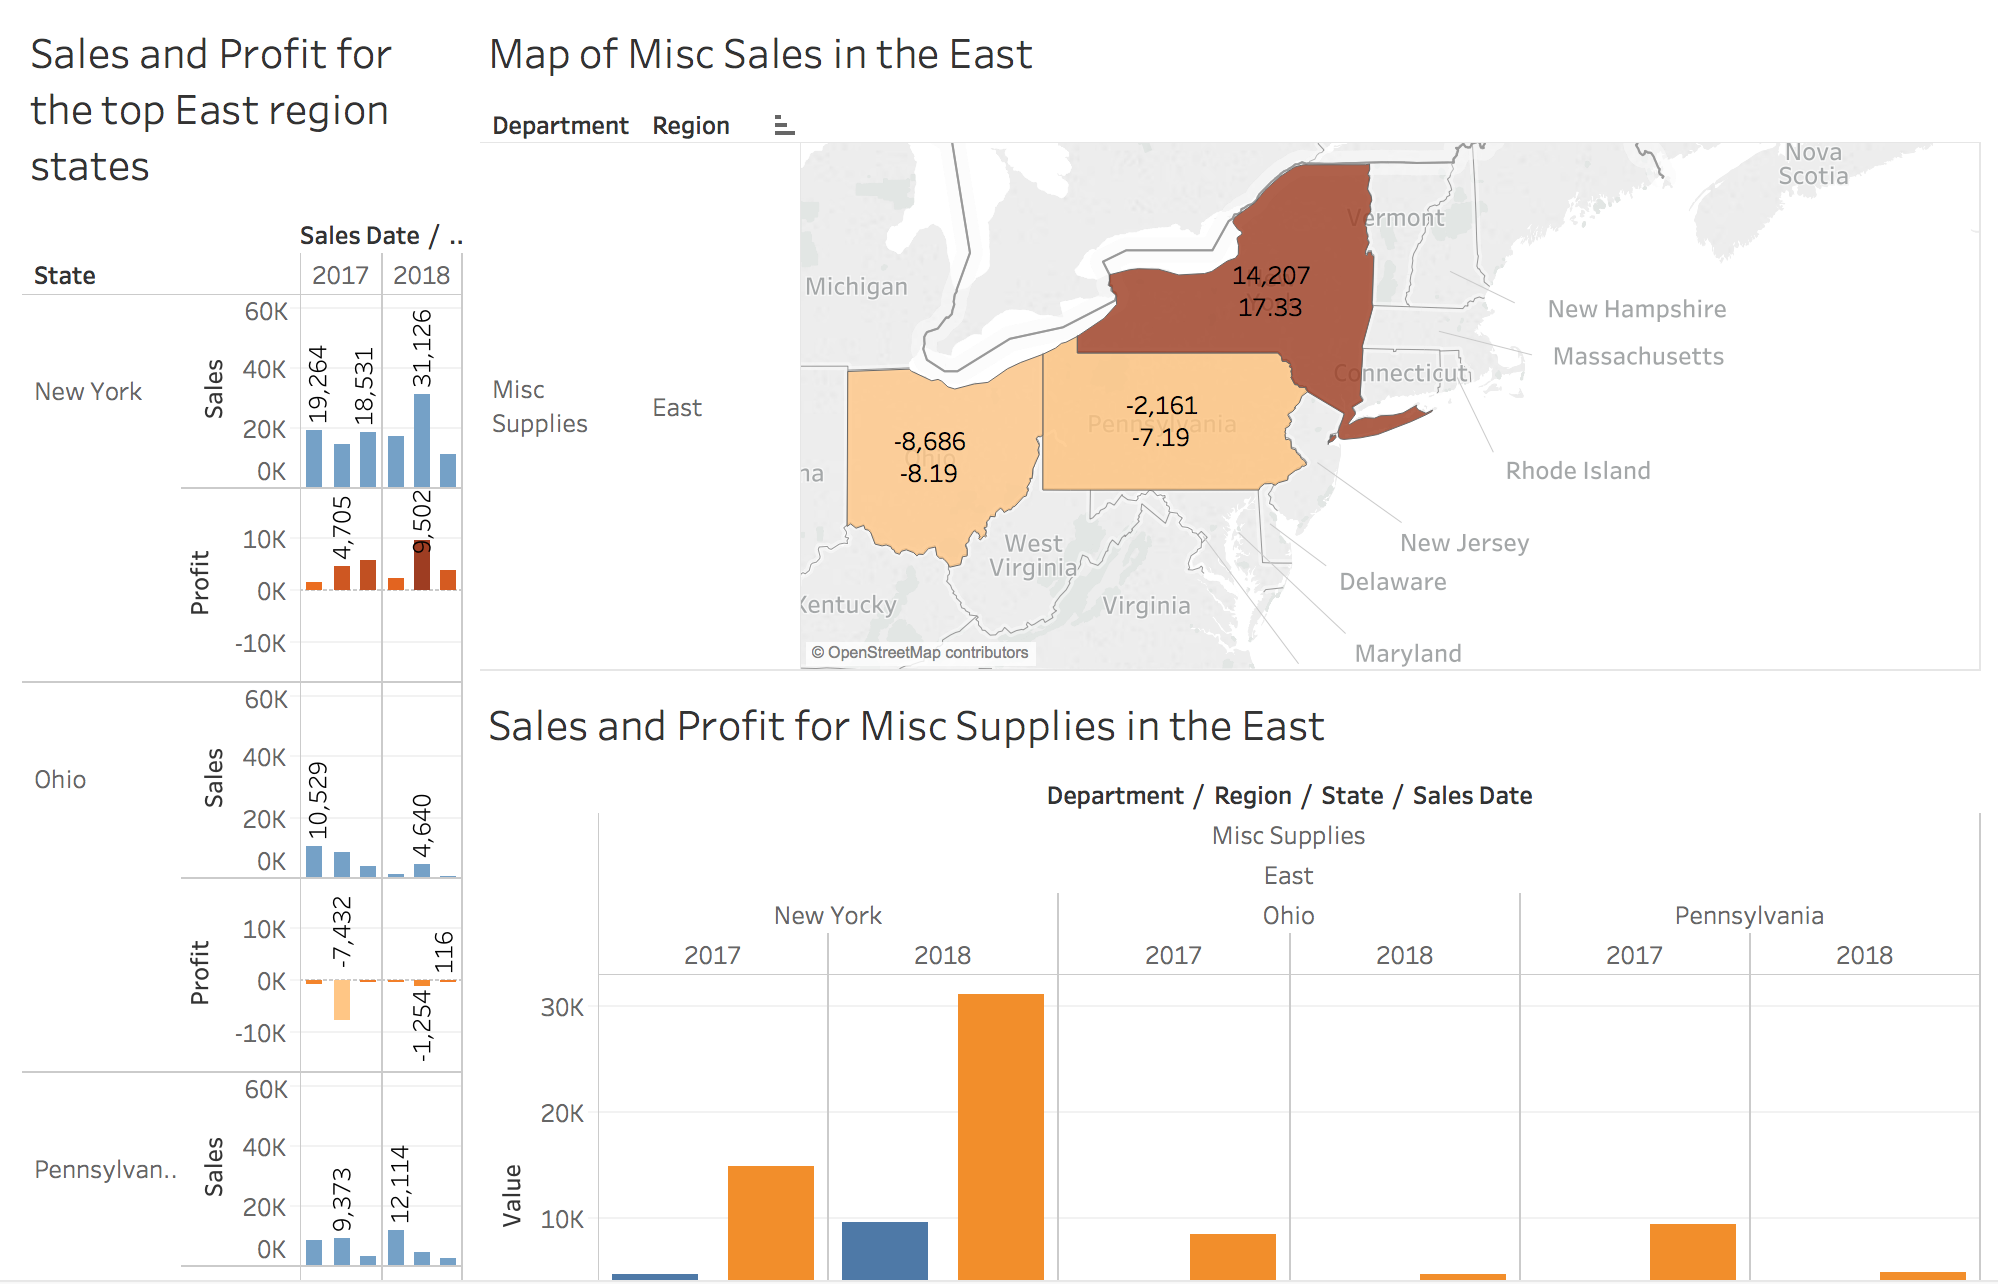 Sales and Profit for
the top East region
states
Sales Date / ..
State
2017
2018
New York
Sales
60K
40K
20K
0K
19,264
18,531
31,126
Profit
10K
0K
-10K
4,705
9,502
Ohio
Sales
60K
40K
20K
0K
10,529
4,640
Profit
10K
0K
-10K
-7,432
-1,254
116
Pennsylvan..
Sales
60K
40K
20K
0K
9,373
12,114
Map of Misc Sales in the East
Department Region
Misc
Supplies
East
Nova
Scotia
Vermont
Michigan
14,207
17.33
New Hampshire
Massachusetts
Connecticut
-2,161
Pennsylvania
-7.19
-8,686
Ohio
-8.19
na
Rhode Island
West
Virginia
New Jersey
Delaware
Kentucky
Virginia
Maryland
© OpenStreetMap contributors
Sales and Profit for Misc Supplies in the East
Department / Region / State / Sales Date
Misc Supplies
East
New York
Ohio
Pennsylvania
2017
2018
2017
2018
2017
2018
Value
30K
20K
10K